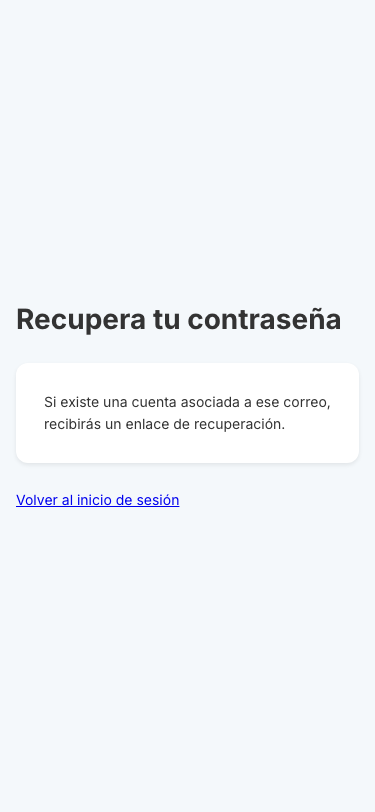 Recupera tu contraseña
Si existe una cuenta asociada a ese correo,
recibirás un enlace de recuperación.
Volver al inicio de sesión